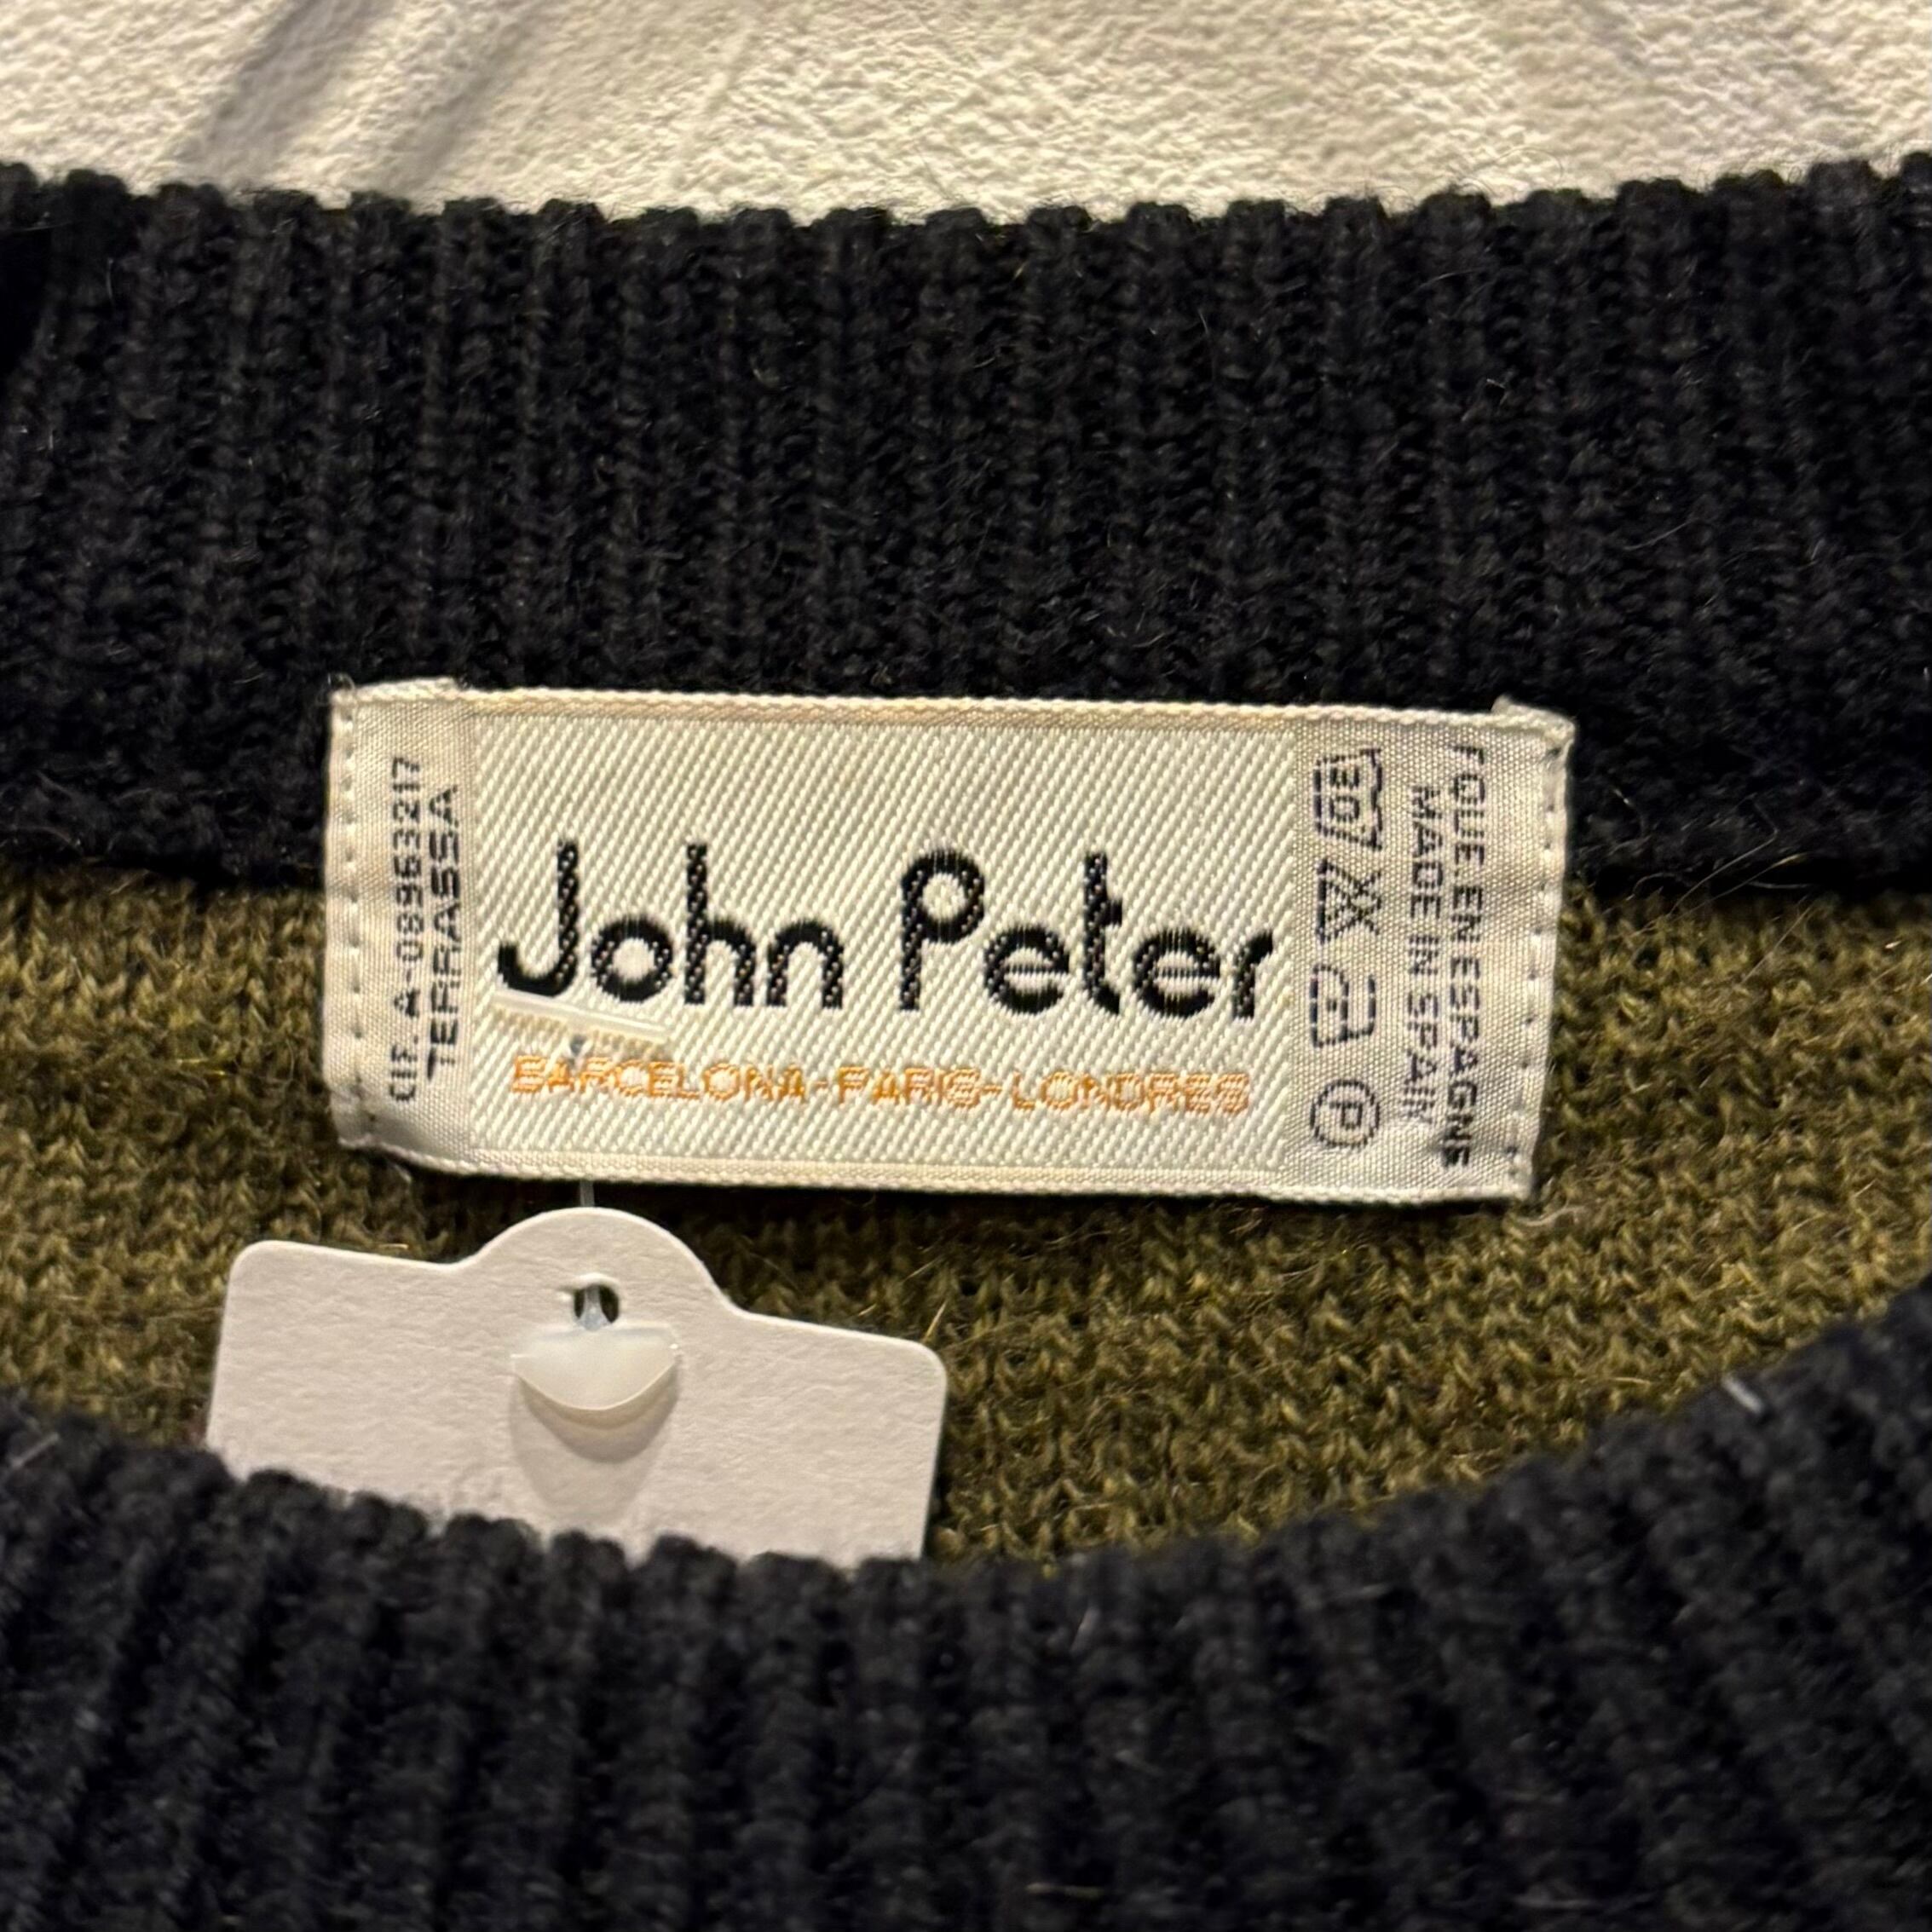 CIF. A-08963217
TERRASSA
John Peter
BARCELONA-PARIS-LONDRES
30
P
MADE IN SPAIN
FQUE. EN ESPAGNE